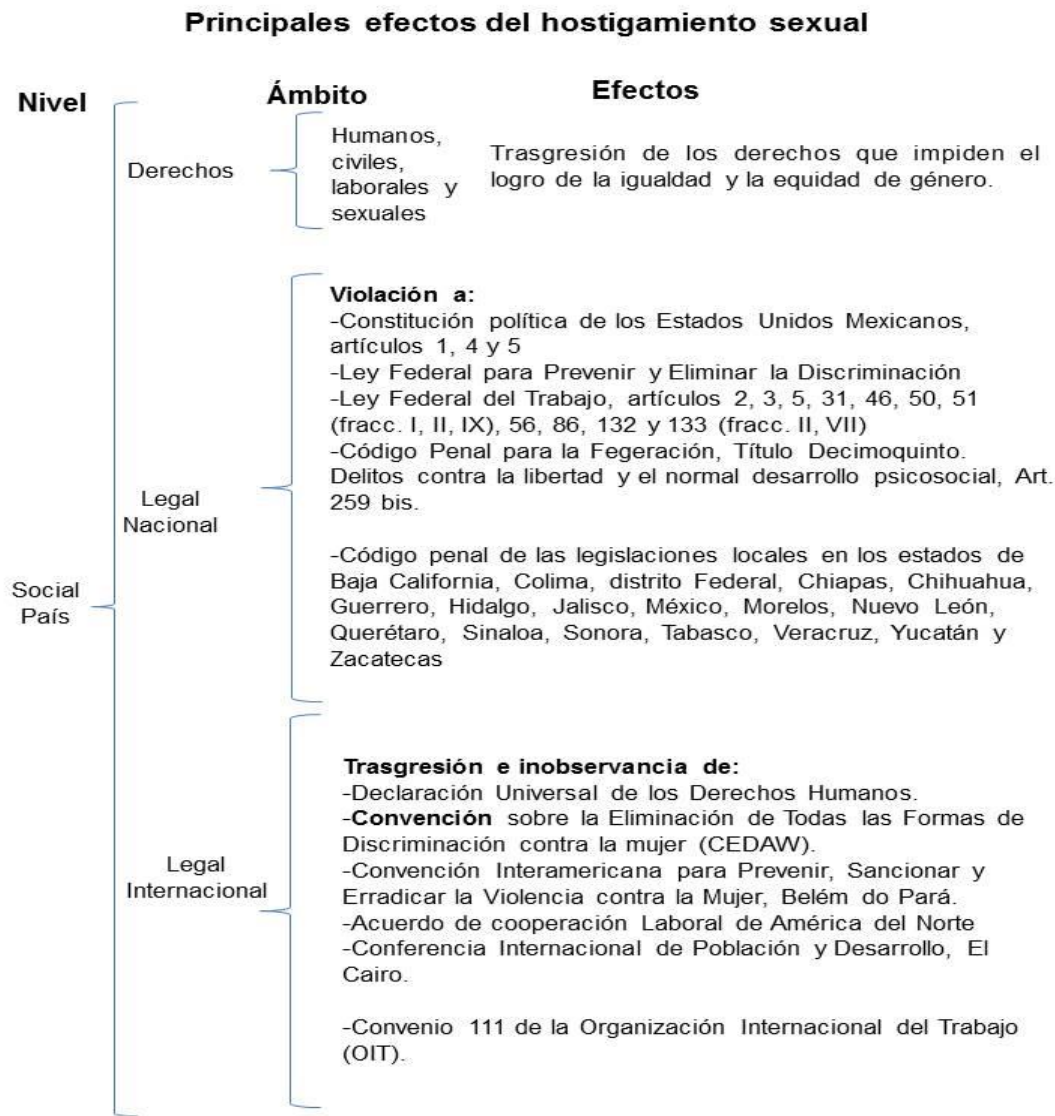 Principales efectos del hostigamiento sexual
Nivel
Ámbito
Efectos
Social
País
Derechos
Humanos,
civiles,
laborales y
sexuales
Trasgresión de los derechos que impiden el
logro de la igualdad y la equidad de género.
Legal
Nacional
Violación a:
-Constitución política de los Estados Unidos Mexicanos,
artículos 1, 4 y 5
-Ley Federal para Prevenir y Eliminar la Discriminación
-Ley Federal del Trabajo, artículos 2, 3, 5, 31, 46, 50, 51
(fracc. I, II, IX), 56, 86, 132 y 133 (fracc. II, VII)
-Código Penal para la Fegeración, Título Decimoquinto.
Delitos contra la libertad y el normal desarrollo psicosocial, Art.
259 bis.
-Código penal de las legislaciones locales en los estados de
Baja California, Colima, distrito Federal, Chiapas, Chihuahua,
Guerrero, Hidalgo, Jalisco, México, Morelos, Nuevo León,
Querétaro, Sinaloa, Sonora, Tabasco, Veracruz, Yucatán y
Zacatecas
Legal
Internacional
Trasgresión e inobservancia de:
-Declaración Universal de los Derechos Humanos.
-Convención sobre la Eliminación de Todas las Formas de
Discriminación contra la mujer (CEDAW).
-Convención Interamericana para Prevenir, Sancionar y
Erradicar la Violencia contra la Mujer, Belém do Pará.
-Acuerdo de cooperación Laboral de América del Norte
-Conferencia Internacional de Población y Desarrollo, El
Cairo.
-Convenio 111 de la Organización Internacional del Trabajo
(OIT).